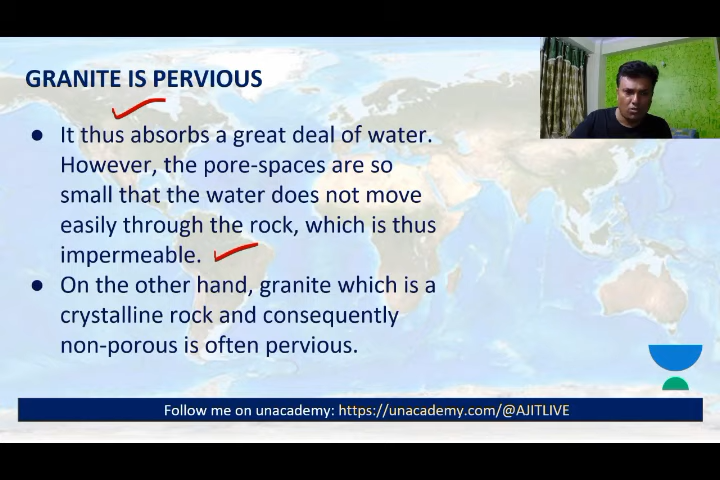 GRANITE IS PERVIOUS
● It thus absorbs a great deal of water.
However, the pore-spaces are so
small that the water does not move
easily through the rock, which is thus
impermeable.
● On the other hand, granite which is a
crystalline rock and consequently
non-porous is often pervious.
Follow me on unacademy: https://unacademy.com/@AJITLIVE